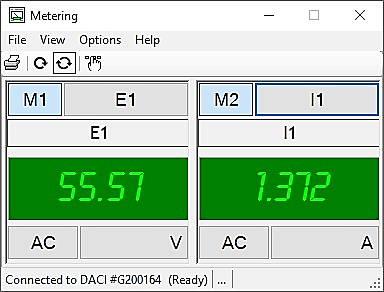 Metering
File View Options Help
M1 E1 M2 I1
E1 I1
55.57 1.372
AC V AC A
Connected to DACI #G200164 (Ready) ...